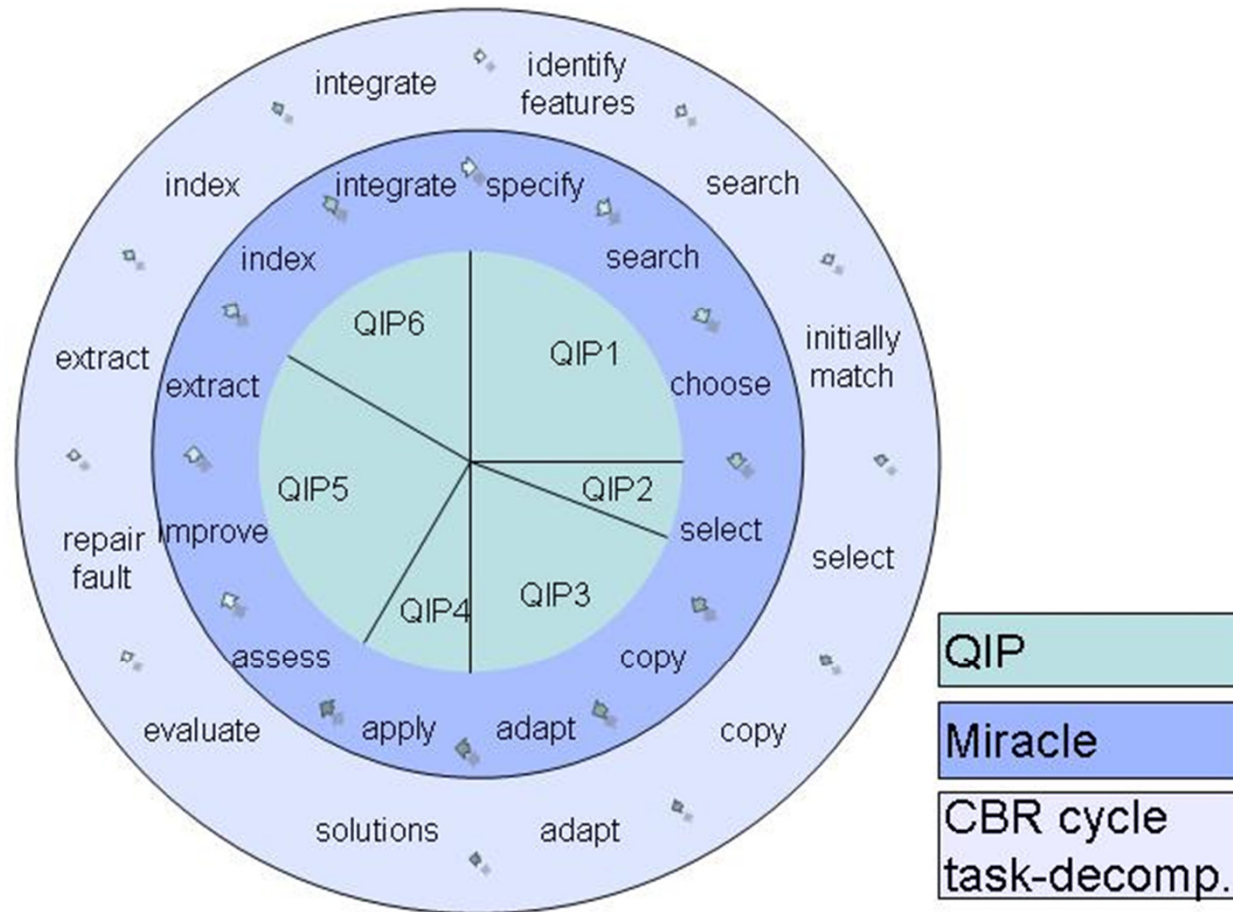 integrate
identify
features
index
search
integrate
specify
index
search
extract
initially
match
QIP6
QIP1
extract
choose
QIP5
QIP2
repair
fault
improve
select
select
QIP4
QIP3
assess
copy
evaluate
apply
adapt
copy
solutions
adapt
QIP
Miracle
CBR cycle
task-decomp.